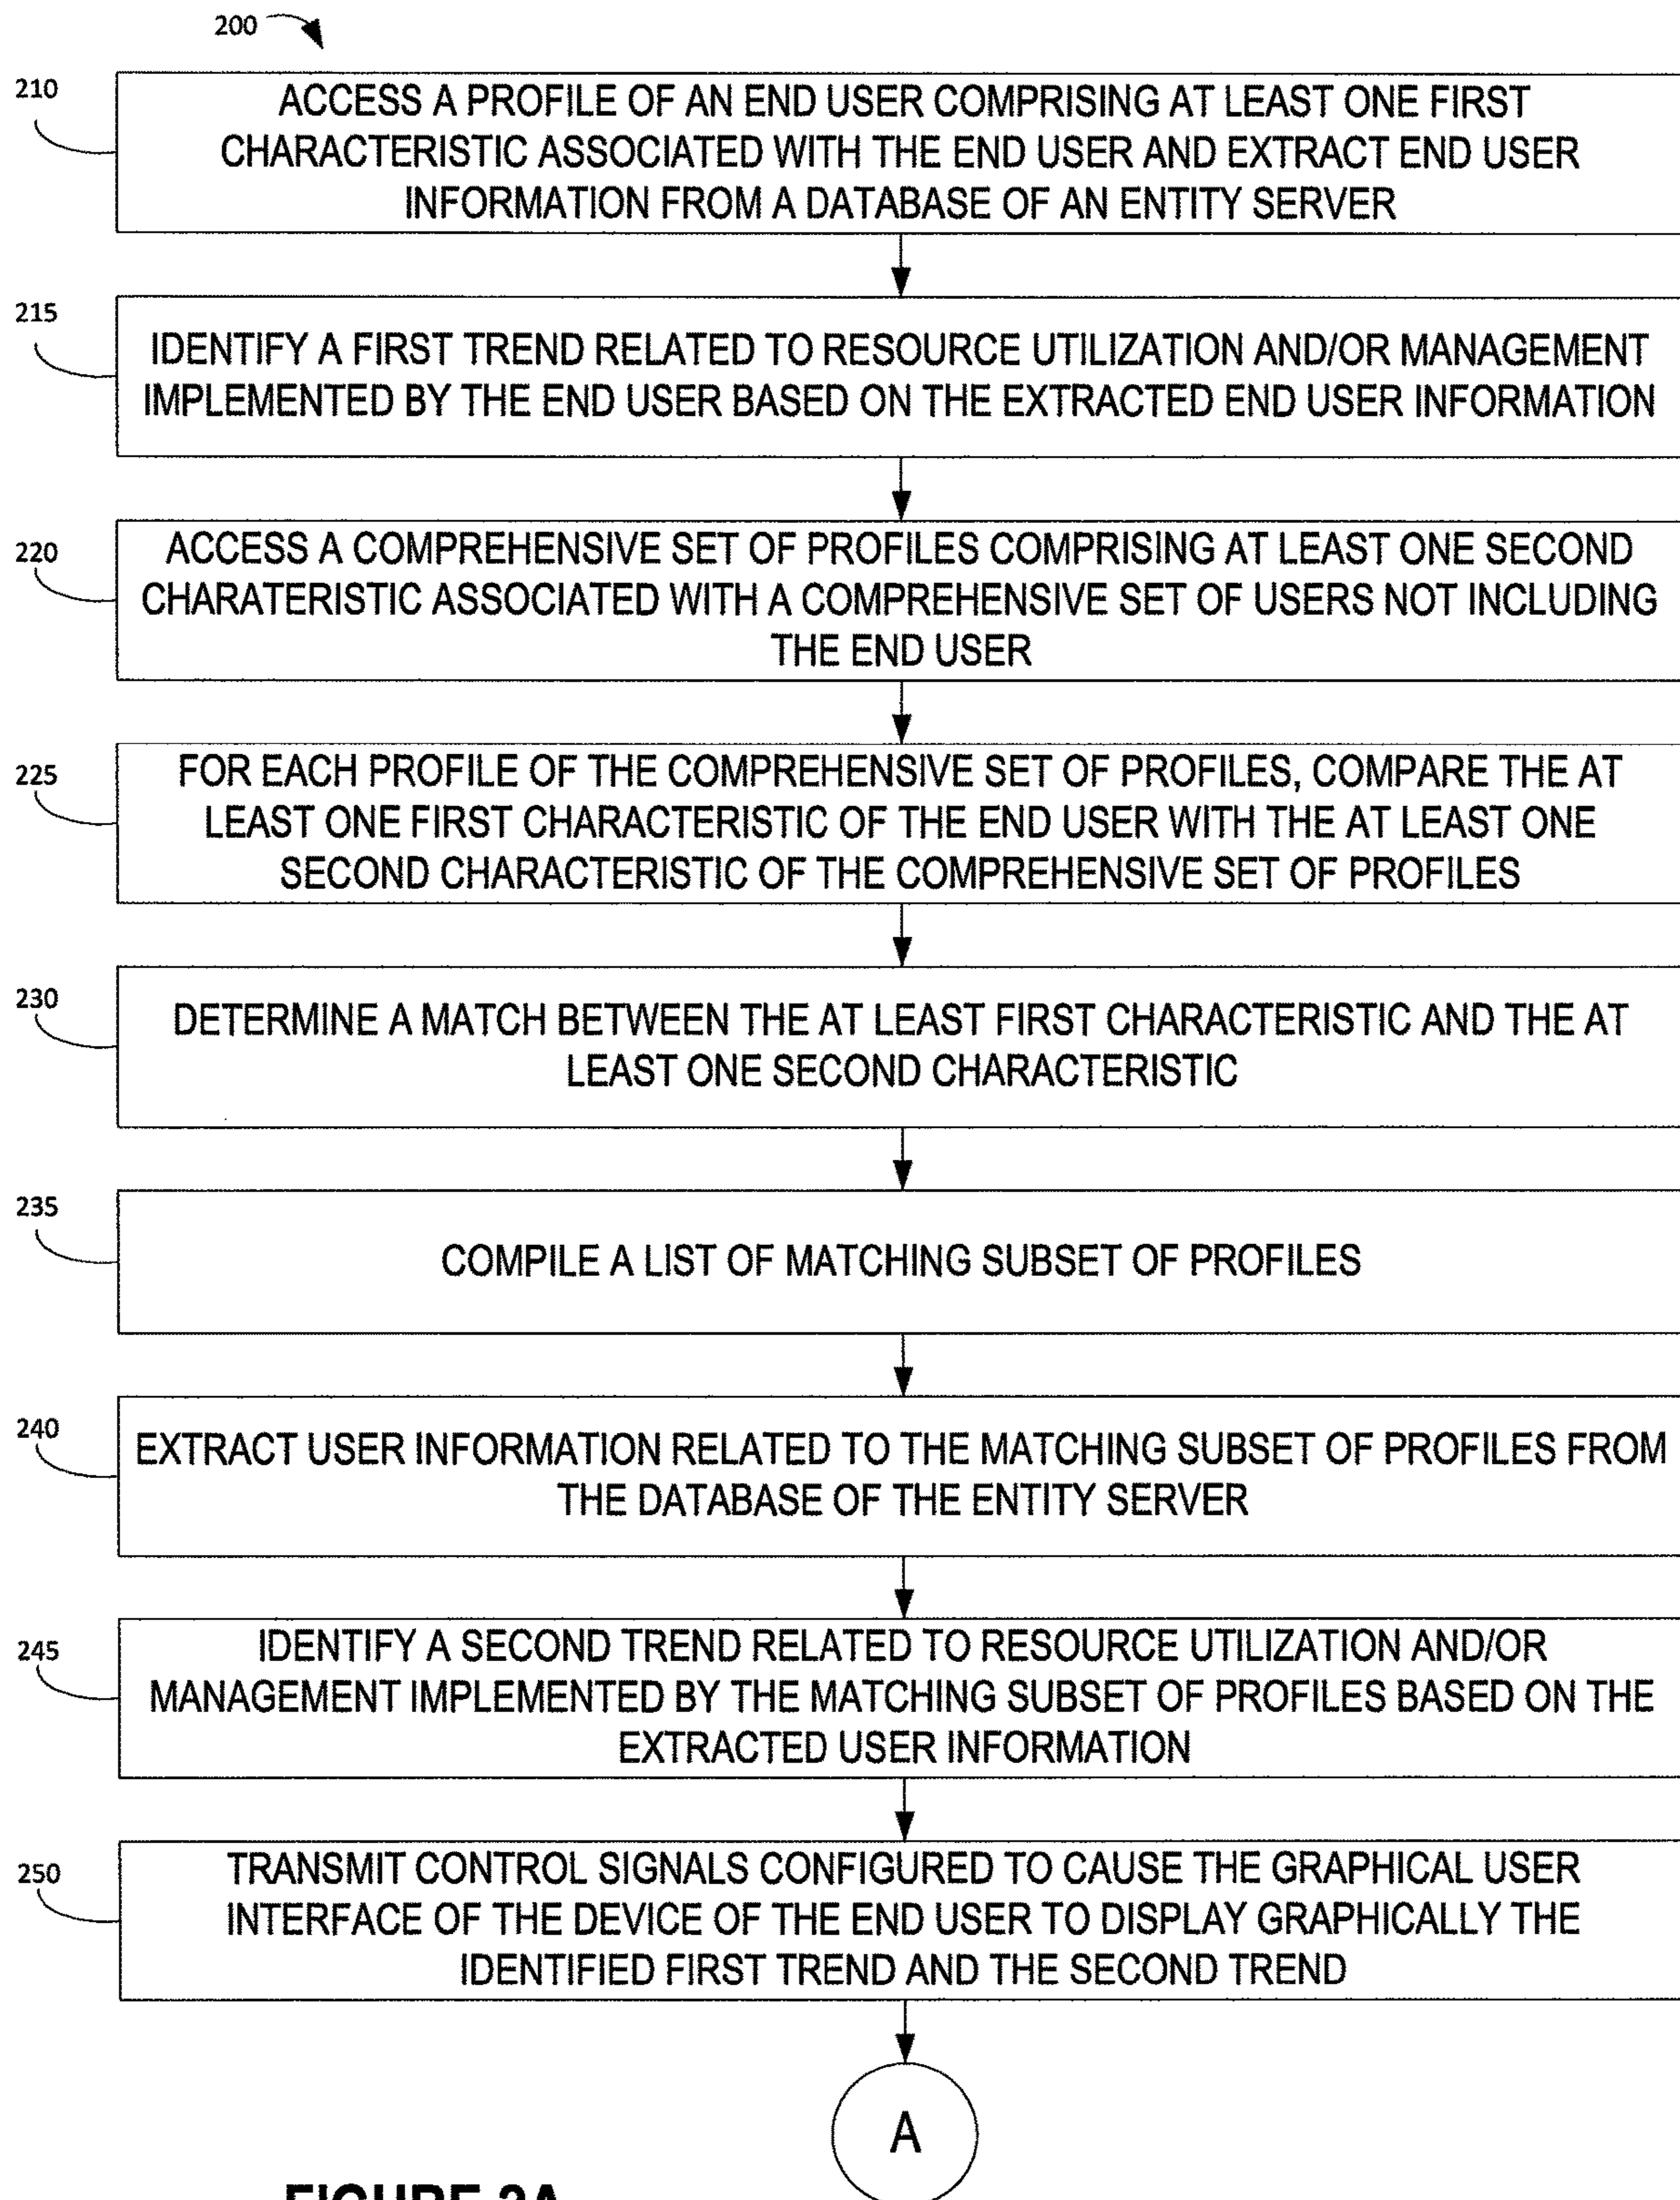 200
210
ACCESS A PROFILE OF AN END USER COMPRISING AT LEAST ONE FIRST
CHARACTERISTIC ASSOCIATED WITH THE END USER AND EXTRACT END USER
INFORMATION FROM A DATABASE OF AN ENTITY SERVER
215
IDENTIFY A FIRST TREND RELATED TO RESOURCE UTILIZATION AND/OR MANAGEMENT
IMPLEMENTED BY THE END USER BASED ON THE EXTRACTED END USER INFORMATION
220
ACCESS A COMPREHENSIVE SET OF PROFILES COMPRISING AT LEAST ONE SECOND
CHARATERISTIC ASSOCIATED WITH A COMPREHENSIVE SET OF USERS NOT INCLUDING
THE END USER
225
FOR EACH PROFILE OF THE COMPREHENSIVE SET OF PROFILES, COMPARE THE AT
LEAST ONE FIRST CHARACTERISTIC OF THE END USER WITH THE AT LEAST ONE
SECOND CHARACTERISTIC OF THE COMPREHENSIVE SET OF PROFILES
230
DETERMINE A MATCH BETWEEN THE AT LEAST FIRST CHARACTERISTIC AND THE AT
LEAST ONE SECOND CHARACTERISTIC
235
COMPILE A LIST OF MATCHING SUBSET OF PROFILES
240
EXTRACT USER INFORMATION RELATED TO THE MATCHING SUBSET OF PROFILES FROM
THE DATABASE OF THE ENTITY SERVER
245
IDENTIFY A SECOND TREND RELATED TO RESOURCE UTILIZATION AND/OR
MANAGEMENT IMPLEMENTED BY THE MATCHING SUBSET OF PROFILES BASED ON THE
EXTRACTED USER INFORMATION
250
TRANSMIT CONTROL SIGNALS CONFIGURED TO CAUSE THE GRAPHICAL USER
INTERFACE OF THE DEVICE OF THE END USER TO DISPLAY GRAPHICALLY THE
IDENTIFIED FIRST TREND AND THE SECOND TREND
A
FIGURE